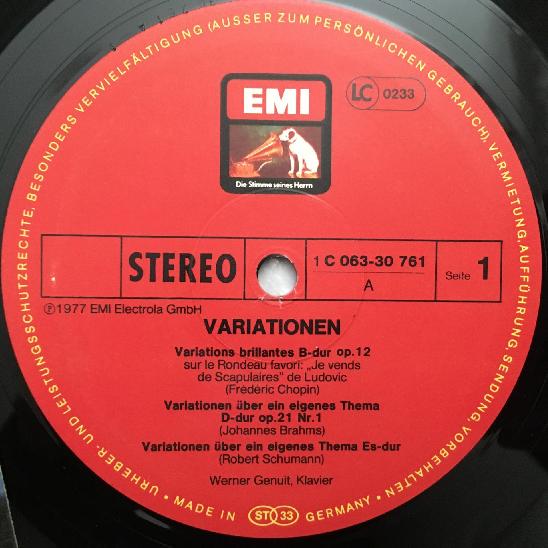 URHEBER- UND LEISTUNGSSCHUTZRECHTE, BESONDERS VERVIELFÄLTIGUNG (AUSSER ZUM PERSÖNLICHEN GEBRAUCH), VERMIETUNG, AUFFÜHRUNG, SENDUNG VORBEHALTEN
EMI
LC 0233
Die Stimme seines Herrn
STEREO
1 C 063-30 761
A
Seite 1
℗ 1977 EMI Electrola GmbH
VARIATIONEN
Variations brillantes B-dur op.12
sur le Rondeau favori: „Je vends
de Scapulaires" de Ludovic
(Frédéric Chopin)
Variationen über ein eigenes Thema
D-dur op.21 Nr.1
(Johannes Brahms)
Variationen über ein eigenes Thema Es-dur
(Robert Schumann)
Werner Genuit, Klavier
• MADE IN ST 33 GERMANY •